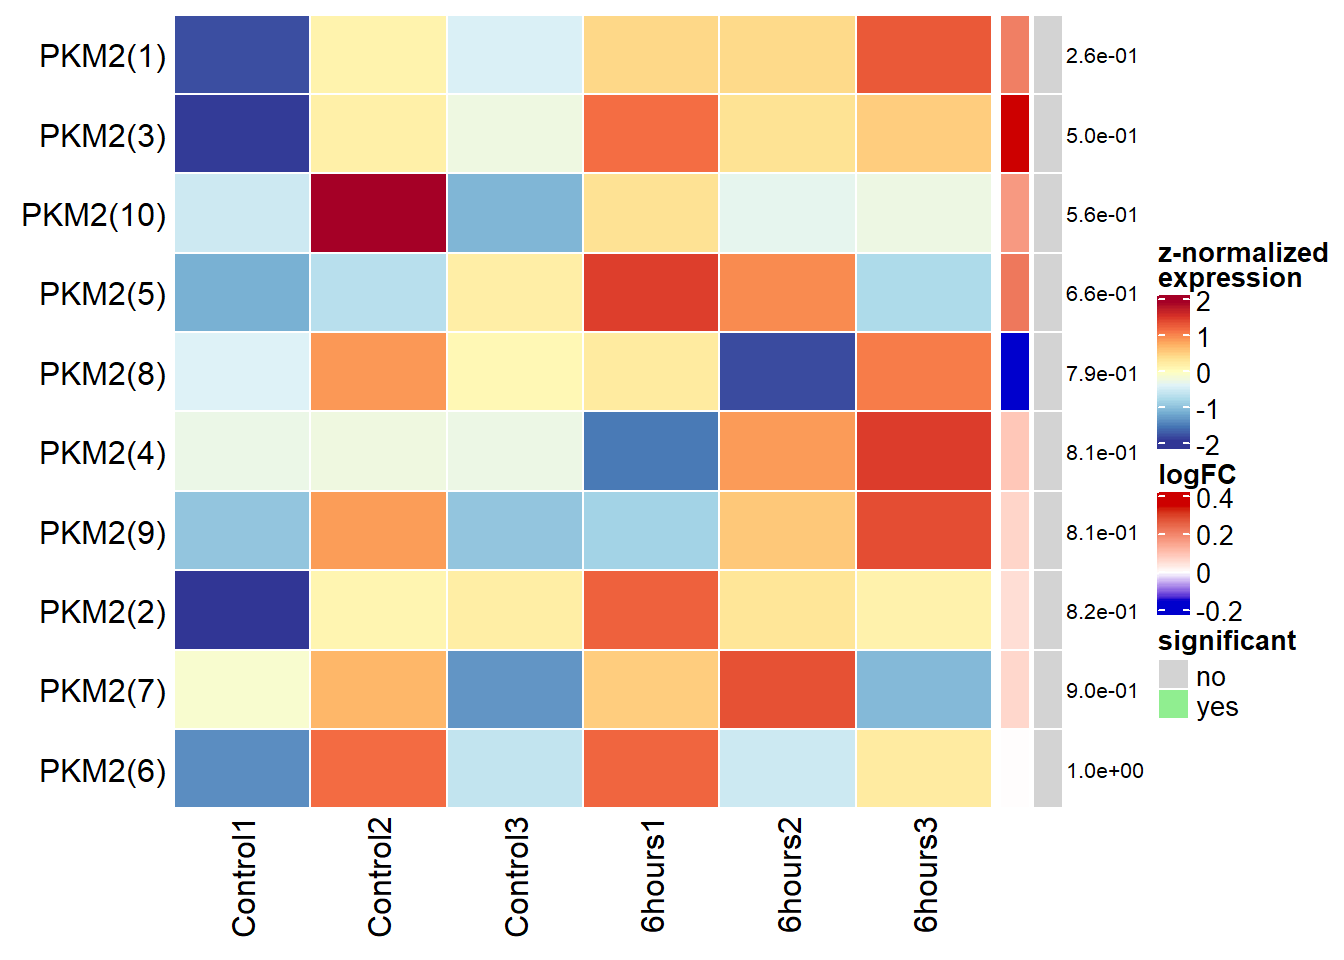 PKM2(1) 2.6e-01
PKM2(3) 5.0e-01
PKM2(10) 5.6e-01
PKM2(5) 6.6e-01
PKM2(8) 7.9e-01
PKM2(4) 8.1e-01
PKM2(9) 8.1e-01
PKM2(2) 8.2e-01
PKM2(7) 9.0e-01
PKM2(6) 1.0e+00
Control1
Control2
Control3
6hours1
6hours2
6hours3
z-normalized
expression
2
1
0
-1
-2
logFC
0.4
0.2
0
-0.2
significant
no
yes